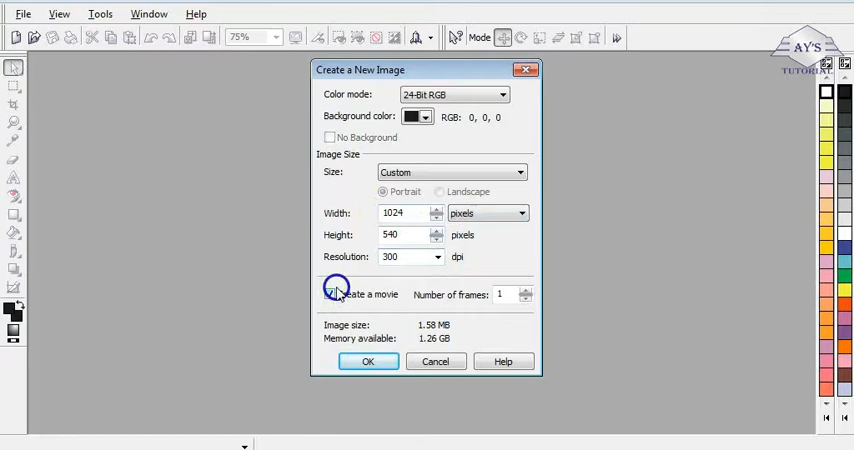 File View Tools Window Help
75% Mode
AY'S
TUTORIAL
Create a New Image
Color mode: 24-Bit RGB
Background color: RGB: 0, 0, 0
No Background
Image Size
Size: Custom
Portrait Landscape
Width: 1024 pixels
Height: 540 pixels
Resolution: 300 dpi
Create a movie Number of frames: 1
Image size: 1.58 MB
Memory available: 1.26 GB
OK Cancel Help